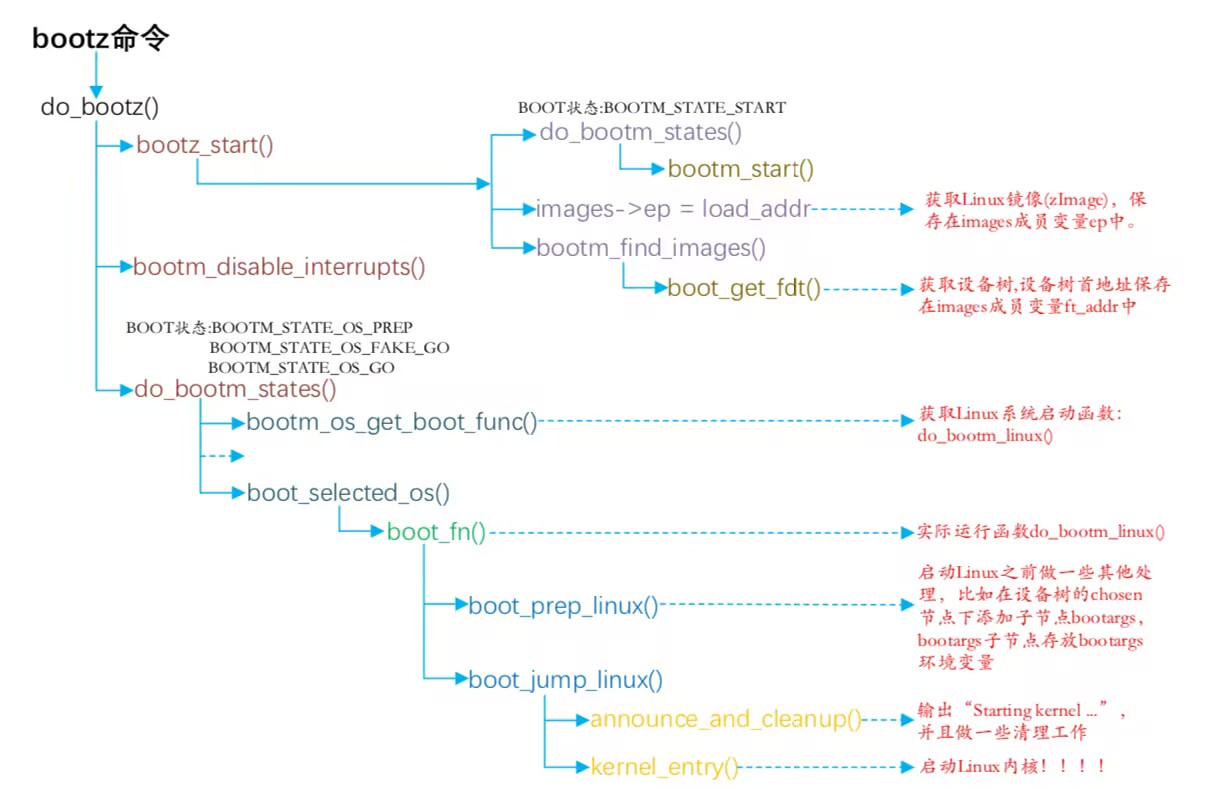 bootz命令
do_bootz()
BOOT状态:BOOTM_STATE_START
do_bootm_states()
bootz_start()
bootm_start()
images->ep = load_addr
获取Linux镜像(zImage)，保
存在images成员变量ep中。
bootm_find_images()
bootm_disable_interrupts()
boot_get_fdt()
获取设备树,设备树首地址保存
在images成员变量ft_addr中
BOOT状态:BOOTM_STATE_OS_PREP
BOOTM_STATE_OS_FAKE_GO
BOOTM_STATE_OS_GO
do_bootm_states()
bootm_os_get_boot_func()
获取Linux系统启动函数：
do_bootm_linux()
boot_selected_os()
boot_fn()
实际运行函数do_bootm_linux()
boot_prep_linux()
启动Linux之前做一些其他处
理，比如在设备树的chosen
节点下添加子节点bootargs，
bootargs子节点存放bootargs
环境变量
boot_jump_linux()
announce_and_cleanup()
输出“Starting kernel ...”，
并且做一些清理工作
kernel_entry()
启动Linux内核！！！！